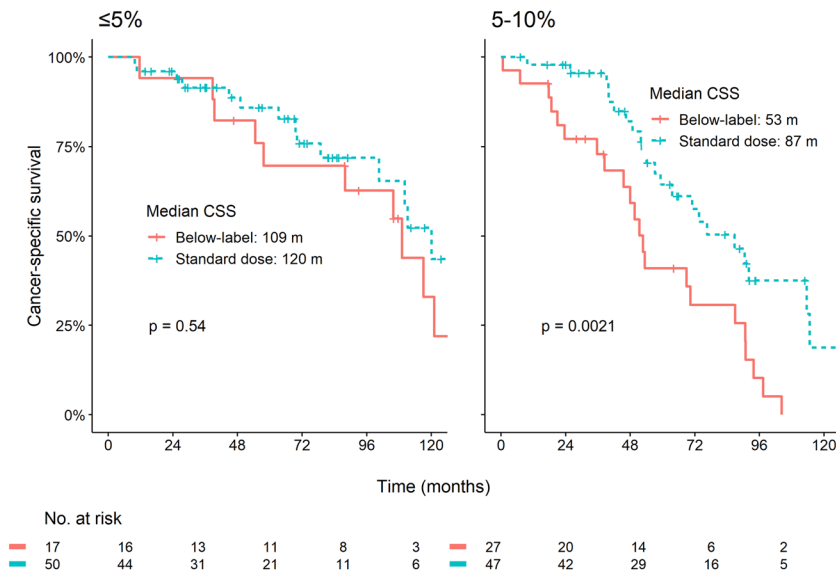 ≤5%
5-10%
Cancer-specific survival
100%
75%
50%
25%
0%
Median CSS
Below-label: 109 m
Standard dose: 120 m
p = 0.54
0 24 48 72 96 120
Median CSS
Below-label: 53 m
Standard dose: 87 m
p = 0.0021
0 24 48 72 96 120
Time (months)
No. at risk
17 16 13 11 8 3 27 20 14 6 2
50 44 31 21 11 6 47 42 29 16 5